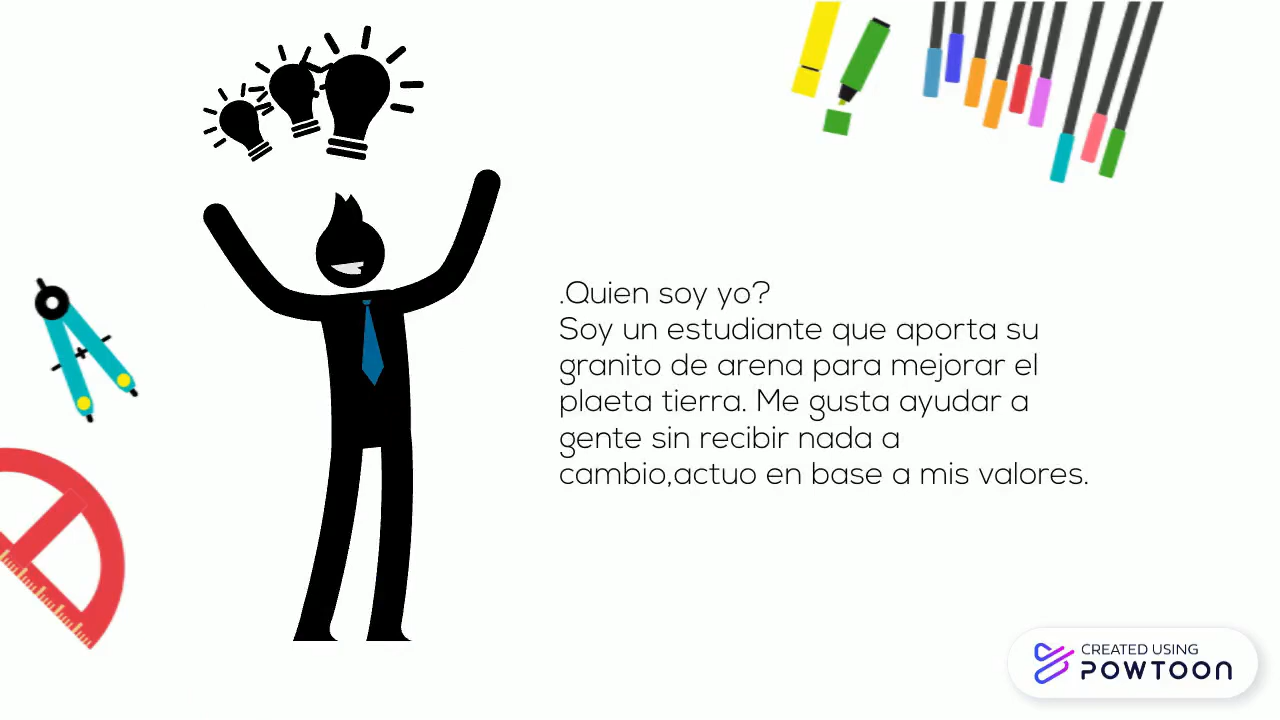 .Quien soy yo?
Soy un estudiante que aporta su
granito de arena para mejorar el
plaeta tierra. Me gusta ayudar a
gente sin recibir nada a
cambio,actuo en base a mis valores.
CREATED USING
POWTOON